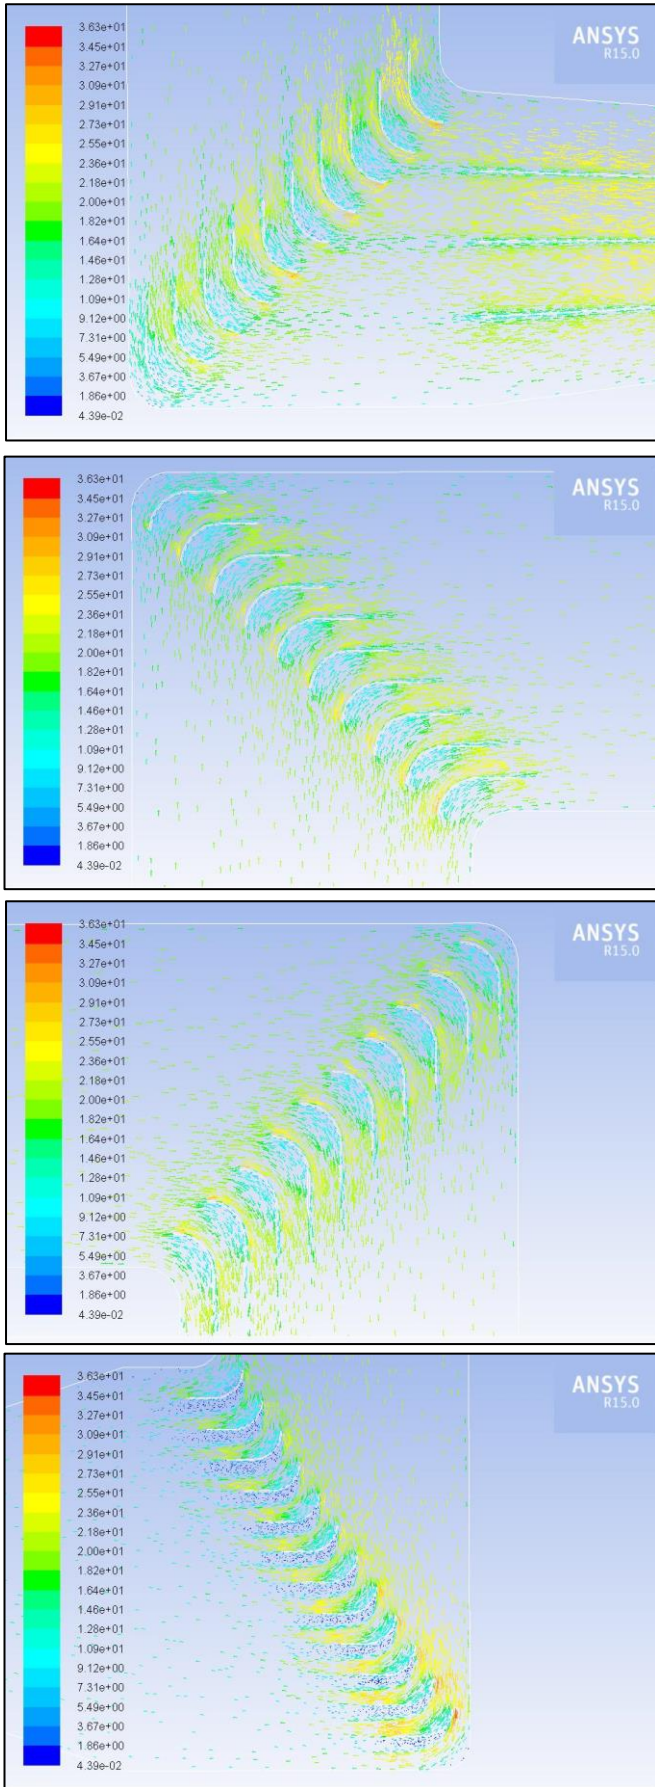 3.63e+01
3.45e+01
3.27e+01
3.09e+01
2.91e+01
2.73e+01
2.55e+01
2.36e+01
2.18e+01
2.00e+01
1.82e+01
1.64e+01
1.46e+01
1.28e+01
1.09e+01
9.12e+00
7.31e+00
5.49e+00
3.67e+00
1.86e+00
4.39e-02
ANSYS
R15.0
3.63e+01
3.45e+01
3.27e+01
3.09e+01
2.91e+01
2.73e+01
2.55e+01
2.36e+01
2.18e+01
2.00e+01
1.82e+01
1.64e+01
1.46e+01
1.28e+01
1.09e+01
9.12e+00
7.31e+00
5.49e+00
3.67e+00
1.86e+00
4.39e-02
ANSYS
R15.0
3.63e+01
3.45e+01
3.27e+01
3.09e+01
2.91e+01
2.73e+01
2.55e+01
2.36e+01
2.18e+01
2.00e+01
1.82e+01
1.64e+01
1.46e+01
1.28e+01
1.09e+01
9.12e+00
7.31e+00
5.49e+00
3.67e+00
1.86e+00
4.39e-02
ANSYS
R15.0
3.63e+01
3.45e+01
3.27e+01
3.09e+01
2.91e+01
2.73e+01
2.55e+01
2.36e+01
2.18e+01
2.00e+01
1.82e+01
1.64e+01
1.46e+01
1.28e+01
1.09e+01
9.12e+00
7.31e+00
5.49e+00
3.67e+00
1.86e+00
4.39e-02
ANSYS
R15.0